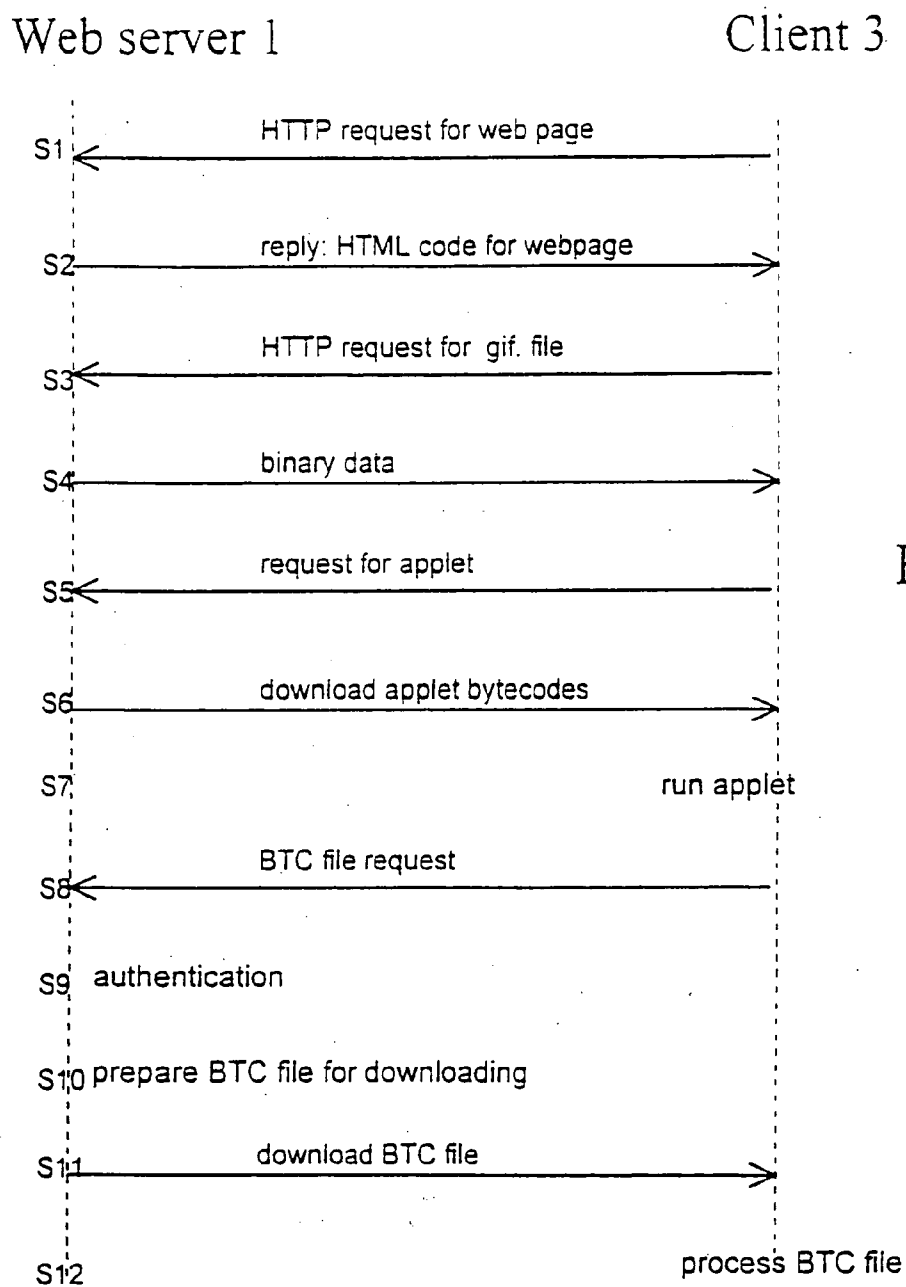 Web server 1
Client 3
S1
HTTP request for web page
S2
reply: HTML code for webpage
S3
HTTP request for gif. file
S4
binary data
S5
request for applet
S6
download applet bytecodes
S7
run applet
S8
BTC file request
S9
authentication
S10
prepare BTC file for downloading
S11
download BTC file
S12
process BTC file